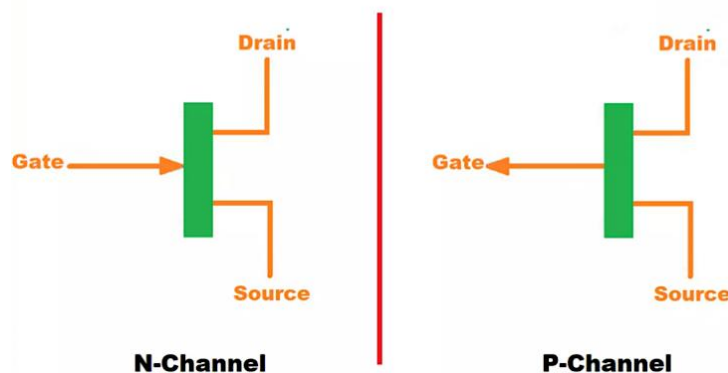 Drain
Gate
Source
N-Channel
Drain
Gate
Source
P-Channel